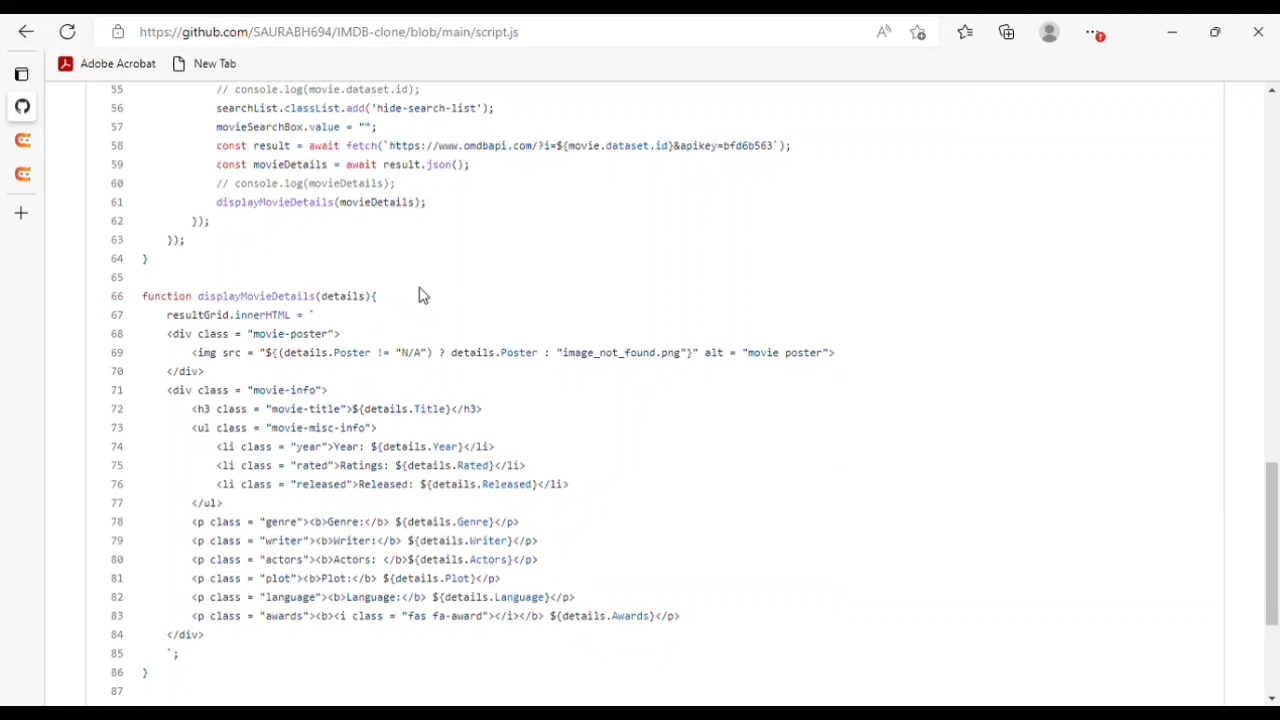 https://github.com/SAURABH694/IMDB-clone/blob/main/script.js
Adobe Acrobat New Tab
55 // console.log(movie.dataset.id);
56 searchList.classList.add('hide-search-list');
57 movieSearchBox.value = "";
58 const result = await fetch(`https://www.omdbapi.com/?i=${movie.dataset.id}&apikey=bfd6b563`);
59 const movieDetails = await result.json();
60 // console.log(movieDetails);
61 displayMovieDetails(movieDetails);
62 });
63 });
64 }
65
66 function displayMovieDetails(details){
67 resultGrid.innerHTML = `
68 <div class = "movie-poster">
69 <img src = "${(details.Poster != "N/A") ? details.Poster : "image_not_found.png"}" alt = "movie poster">
70 </div>
71 <div class = "movie-info">
72 <h3 class = "movie-title">${details.Title}</h3>
73 <ul class = "movie-misc-info">
74 <li class = "year">Year: ${details.Year}</li>
75 <li class = "rated">Ratings: ${details.Rated}</li>
76 <li class = "released">Released: ${details.Released}</li>
77 </ul>
78 <p class = "genre"><b>Genre:</b> ${details.Genre}</p>
79 <p class = "writer"><b>Writer:</b> ${details.Writer}</p>
80 <p class = "actors"><b>Actors: </b>${details.Actors}</p>
81 <p class = "plot"><b>Plot:</b> ${details.Plot}</p>
82 <p class = "language"><b>Language:</b> ${details.Language}</p>
83 <p class = "awards"><b><i class = "fas fa-award"></i></b> ${details.Awards}</p>
84 </div>
85 `;
86 }
87